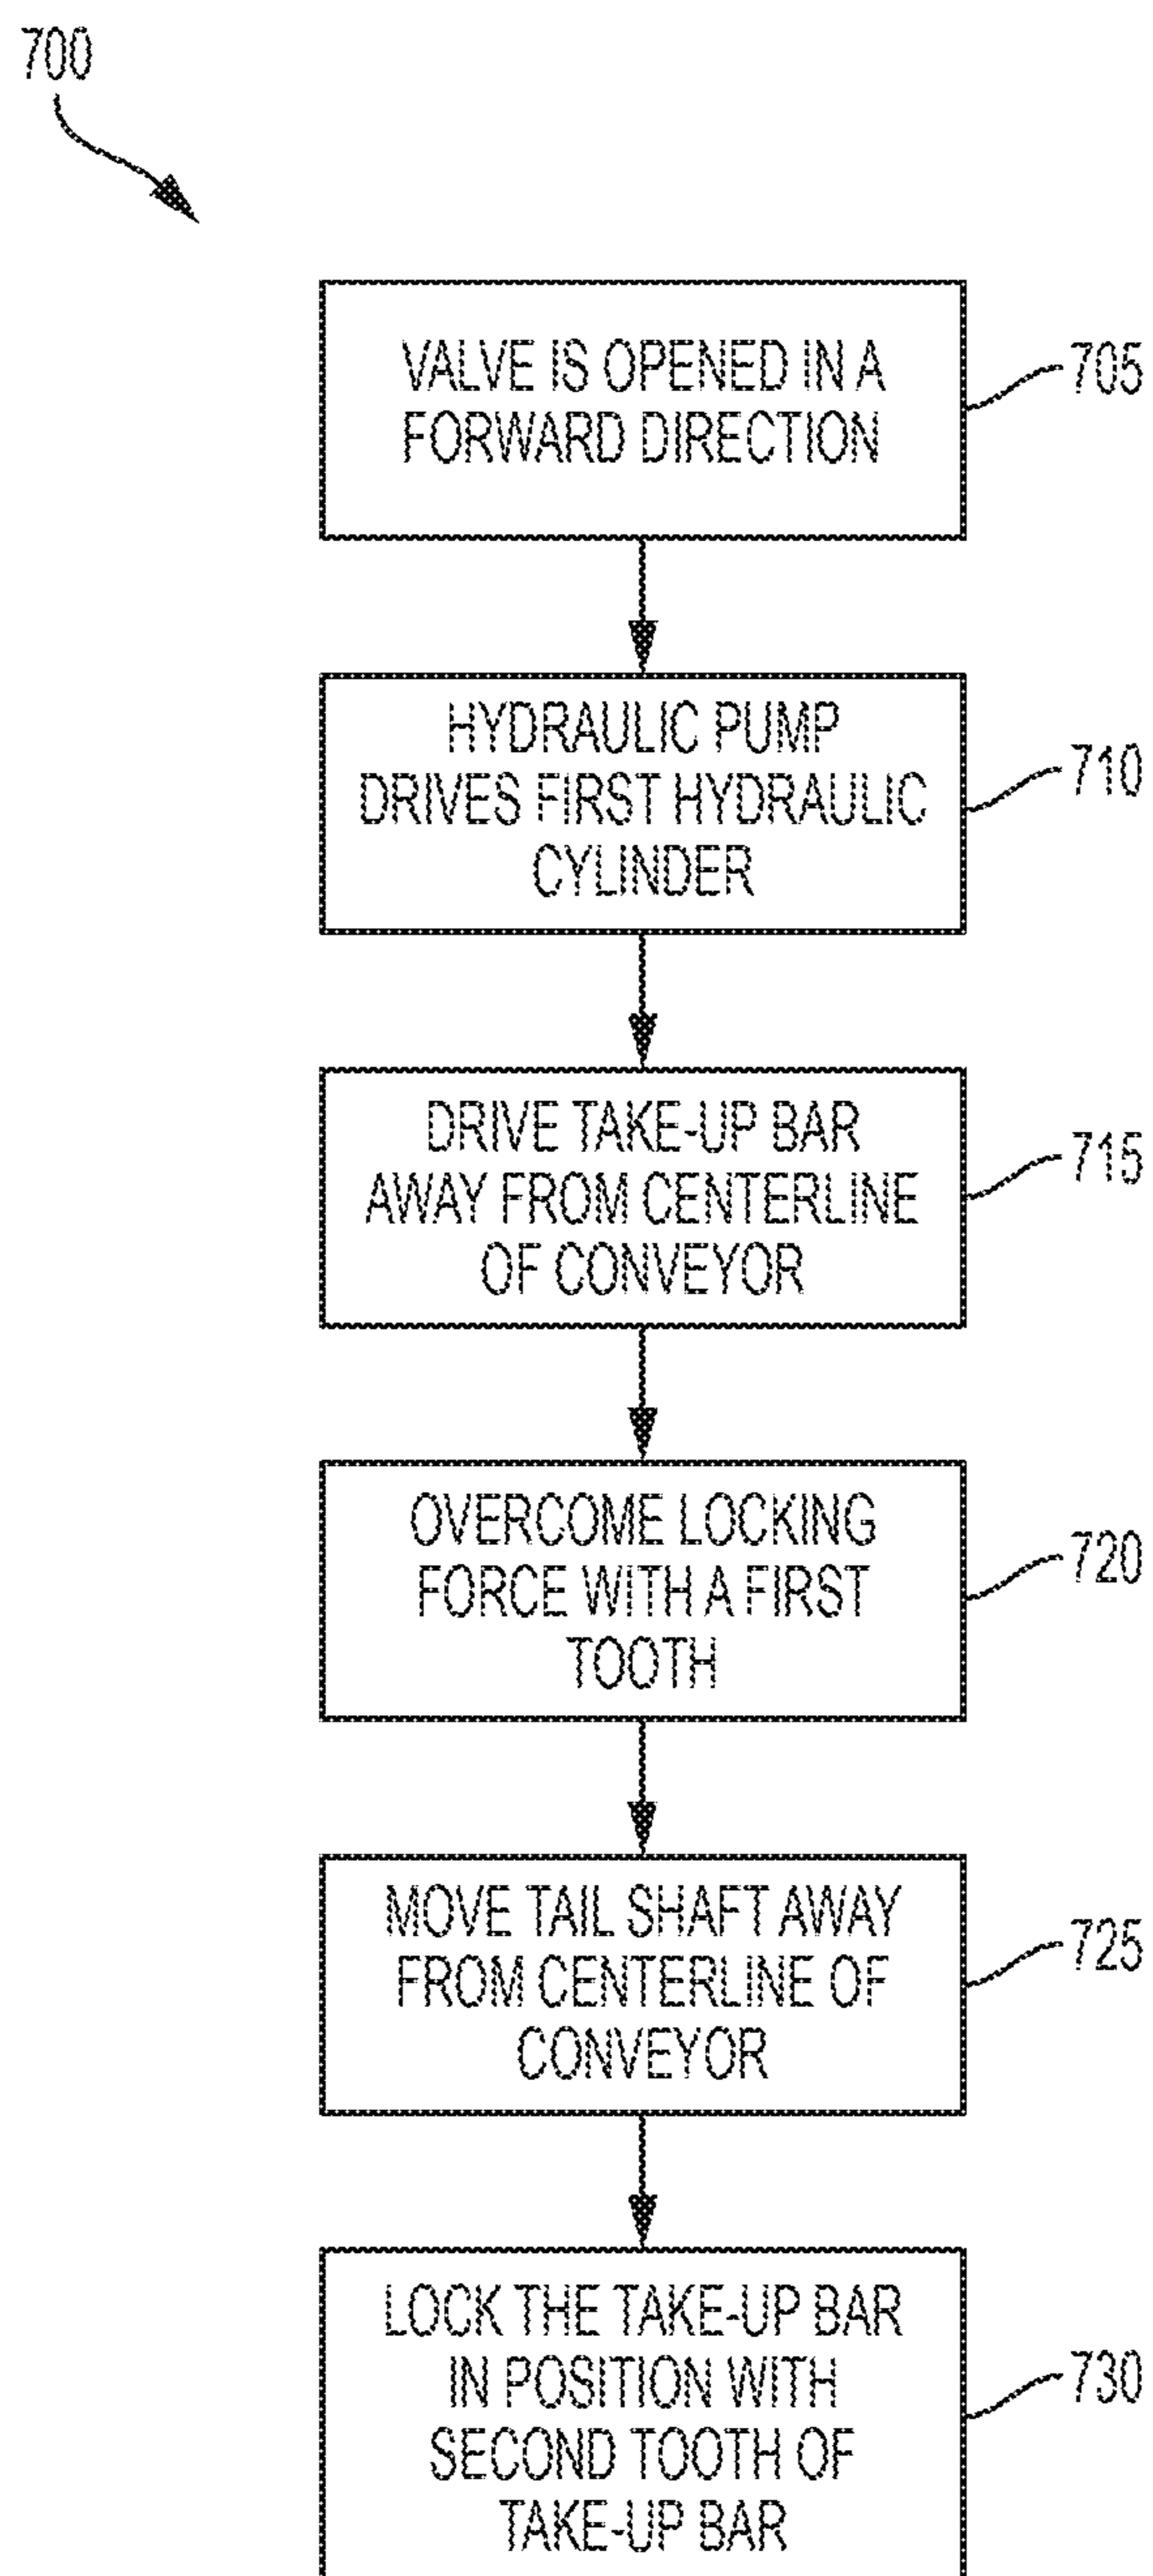 700
VALVE IS OPENED IN A
FORWARD DIRECTION
705
HYDRAULIC PUMP
DRIVES FIRST HYDRAULIC
CYLINDER
710
DRIVE TAKE-UP BAR
AWAY FROM CENTERLINE
OF CONVEYOR
715
OVERCOME LOCKING
FORCE WITH A FIRST
TOOTH
720
MOVE TAIL SHAFT AWAY
FROM CENTERLINE OF
CONVEYOR
725
LOCK THE TAKE-UP BAR
IN POSITION WITH
SECOND TOOTH OF
TAKE-UP BAR
730